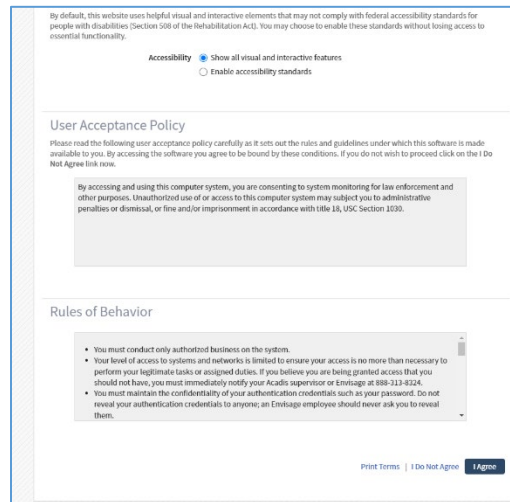 By default, this website uses helpful visual and interactive elements that may not comply with federal accessibility standards for
people with disabilities (Section 508 of the Rehabilitation Act). You may choose to enable these standards without losing access to
essential functionality.
Accessibility Show all visual and interactive features
Enable accessibility standards
User Acceptance Policy
Please read the following user acceptance policy carefully as it sets out the rules and guidelines under which this software is made
available to you. By accessing the software you agree to be bound by these conditions. If you do not wish to proceed click on the I Do
Not Agree link now.
By accessing and using this computer system, you are consenting to system monitoring for law enforcement and
other purposes. Unauthorized use of or access to this computer system may subject you to administrative
penalties or dismissal, or fine and/or imprisonment in accordance with title 18, USC Section 1030.
Rules of Behavior
• You must conduct only authorized business on the system.
• Your level of access to systems and networks is limited to ensure your access is no more than necessary to
perform your legitimate tasks or assigned duties. If you believe you are being granted access that you
should not have, you must immediately notify your Acadis supervisor or Envisage at 888-313-8324.
• You must maintain the confidentiality of your authentication credentials such as your password. Do not
reveal your authentication credentials to anyone; an Envisage employee should never ask you to reveal
them.
Print Terms | I Do Not Agree I Agree